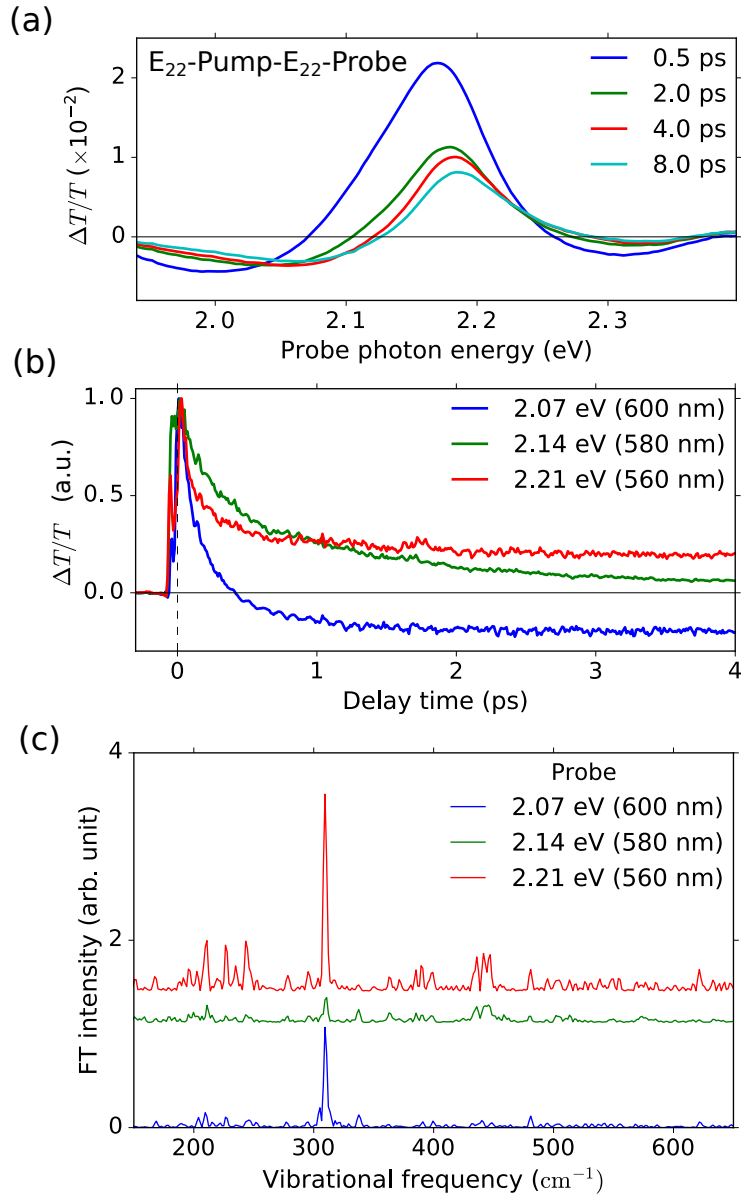 (a)
E₂₂-Pump-E₂₂-Probe
0.5 ps
2.0 ps
4.0 ps
8.0 ps
ΔT/T (×10⁻²)
2
1
0
2.0
2.1
2.2
2.3
Probe photon energy (eV)
(b)
2.07 eV (600 nm)
2.14 eV (580 nm)
2.21 eV (560 nm)
ΔT/T (a.u.)
1.0
0.5
0.0
0
1
2
3
4
Delay time (ps)
(c)
Probe
2.07 eV (600 nm)
2.14 eV (580 nm)
2.21 eV (560 nm)
FT intensity (arb. unit)
4
2
0
200
300
400
500
600
Vibrational frequency (cm⁻¹)